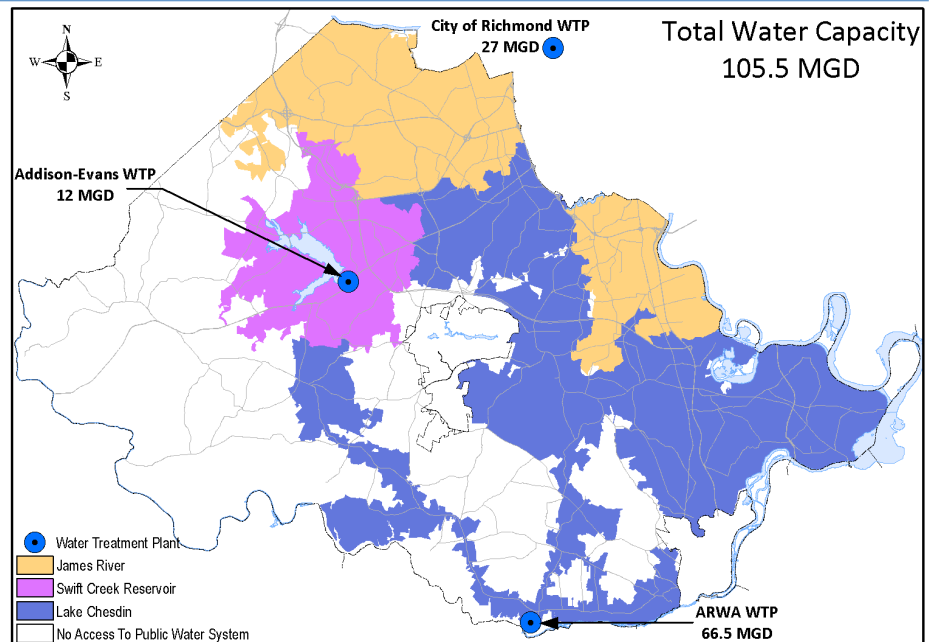 City of Richmond WTP
27 MGD
Total Water Capacity
105.5 MGD
N
W
E
S
Addison-Evans WTP
12 MGD
Water Treatment Plant
James River
Swift Creek Reservoir
Lake Chesdin
No Access To Public Water System
ARWA WTP
66.5 MGD